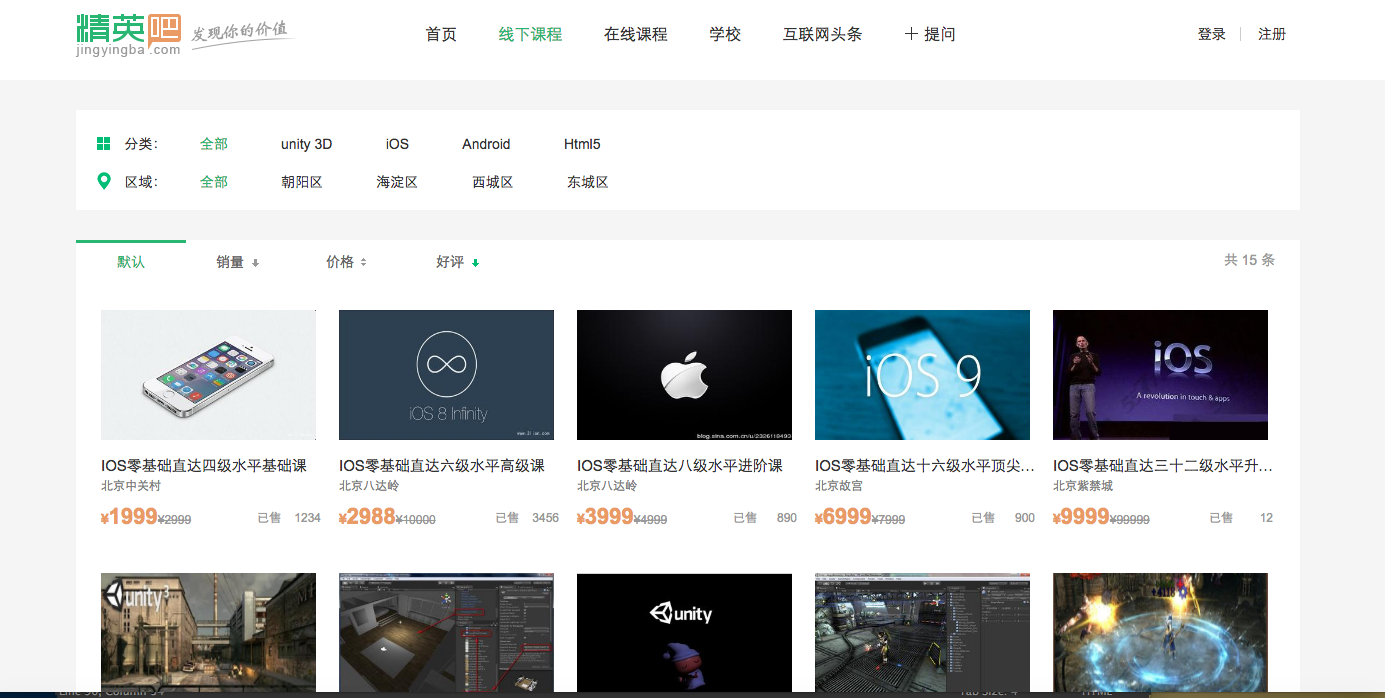 精英吧 发现你的价值
jingyingba.com
首页 线下课程 在线课程 学校 互联网头条 + 提问 登录 注册
分类: 全部 unity 3D iOS Android Html5
区域: 全部 朝阳区 海淀区 西城区 东城区
默认 销量 价格 好评 共 15 条
iOS 8 Infinity
blog.sina.com.cn/u/2326118493
iOS 9
iOS
A revolution in touch & apps
IOS零基础直达四级水平基础课 IOS零基础直达六级水平高级课 IOS零基础直达八级水平进阶课 IOS零基础直达十六级水平顶尖... IOS零基础直达三十二级水平升...
北京中关村 北京八达岭 北京八达岭 北京故宫 北京紫禁城
¥1999¥2999 已售 1234 ¥2988¥10000 已售 3456 ¥3999¥4999 已售 890 ¥6999¥7999 已售 900 ¥9999¥99999 已售 12
unity3
unity
+4118